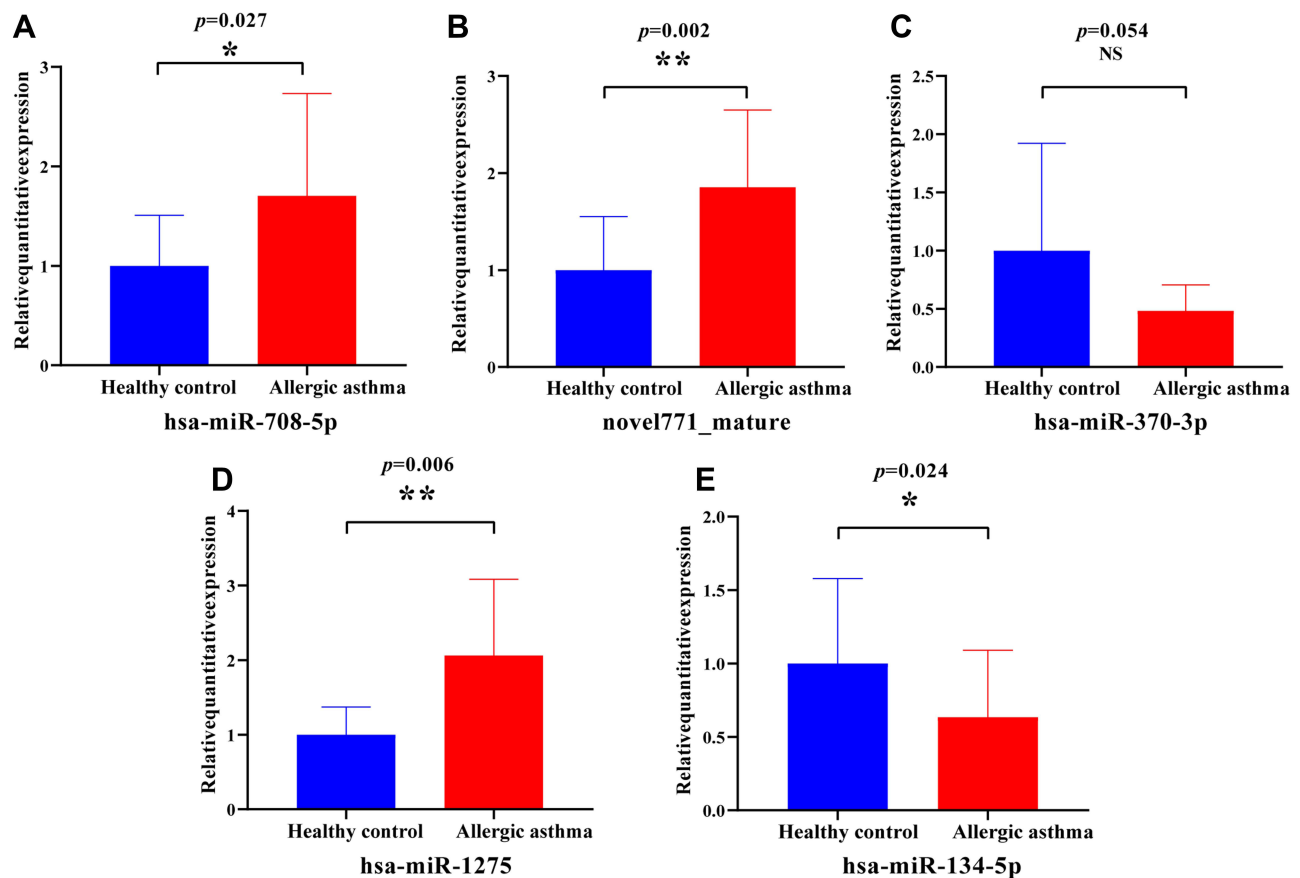 A
p=0.027
*
Relativequantitativeexpression
3
2
1
0
Healthy control Allergic asthma
hsa-miR-708-5p
B
p=0.002
**
Relativequantitativeexpression
3
2
1
0
Healthy control Allergic asthma
novel771_mature
C
p=0.054
NS
Relativequantitativeexpression
2.5
2.0
1.5
1.0
0.5
0.0
Healthy control Allergic asthma
hsa-miR-370-3p
D
p=0.006
**
Relativequantitativeexpression
4
3
2
1
0
Healthy control Allergic asthma
hsa-miR-1275
E
p=0.024
*
Relativequantitativeexpression
2.0
1.5
1.0
0.5
0.0
Healthy control Allergic asthma
hsa-miR-134-5p